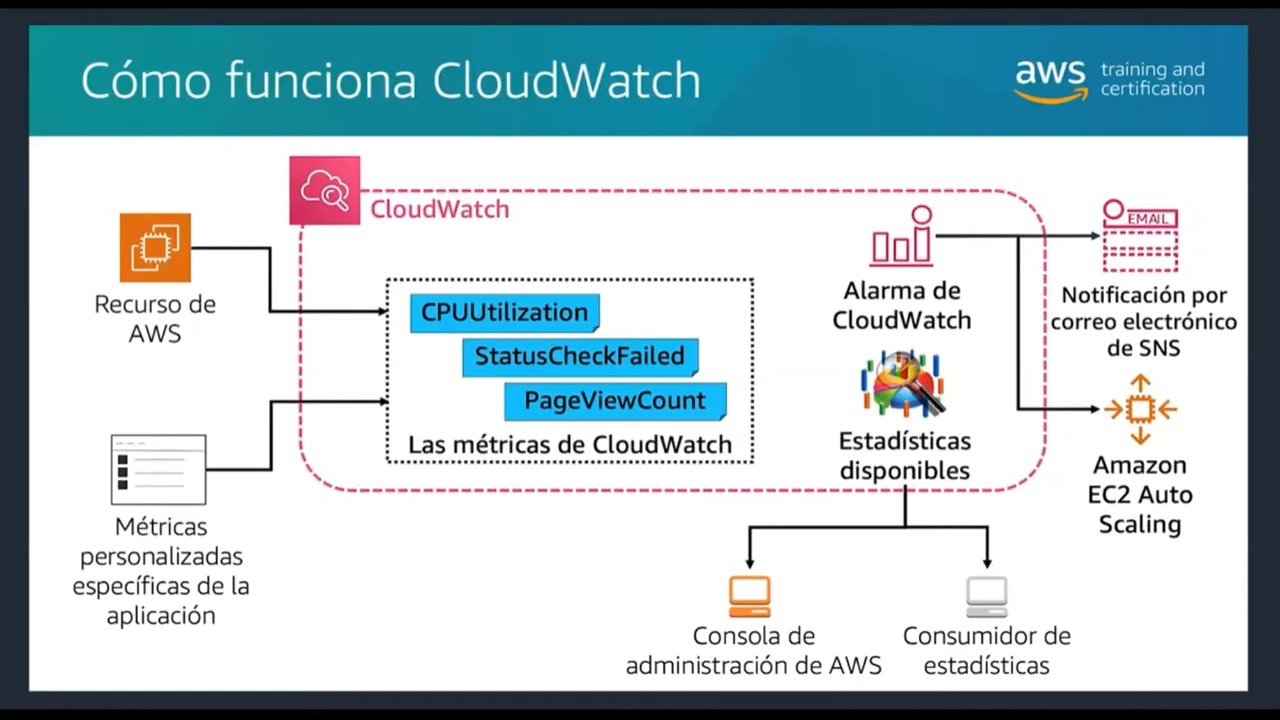 Cómo funciona CloudWatch
aws training and
certification
CloudWatch
Recurso de
AWS
CPUUtilization
StatusCheckFailed
PageViewCount
Las métricas de CloudWatch
Métricas
personalizadas
específicas de la
aplicación
Alarma de
CloudWatch
Estadísticas
disponibles
EMAIL
Notificación por
correo electrónico
de SNS
Amazon
EC2 Auto
Scaling
Consola de
administración de AWS
Consumidor de
estadísticas